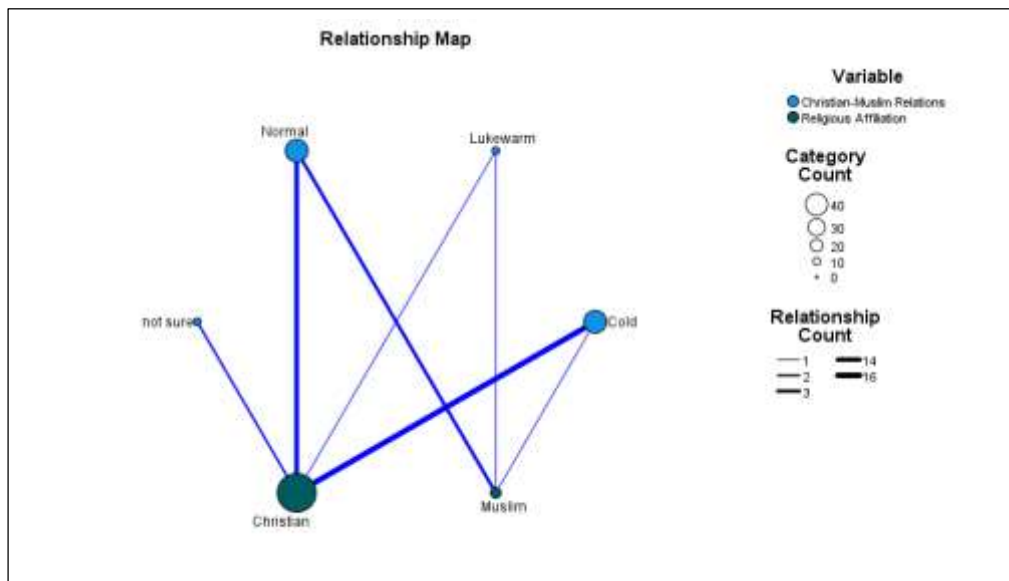 Relationship Map
Variable
Christian-Muslim Relations
Religious Affiliation
Normal
Lukewarm
Category
Count
40
30
20
10
0
not sure
Cold
Relationship
Count
1
14
2
16
3
Christian
Muslim